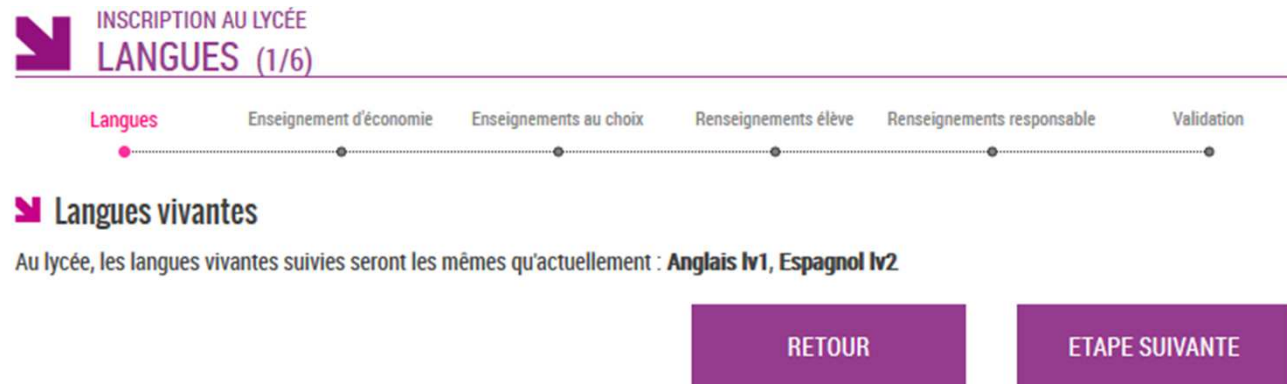 INSCRIPTION AU LYCÉE
LANGUES (1/6)
Langues Enseignement d'économie Enseignements au choix Renseignements élève Renseignements responsable Validation
Langues vivantes
Au lycée, les langues vivantes suivies seront les mêmes qu'actuellement : Anglais lv1, Espagnol lv2
RETOUR ETAPE SUIVANTE